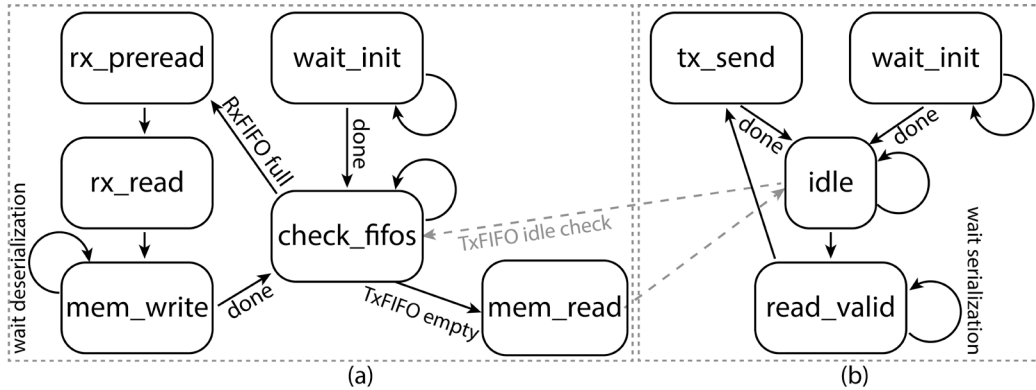 rx_preread
wait_init
RxFIFO full
done
rx_read
wait deserialization
check_fifos
mem_write
done
TxFIFO empty
mem_read
TxFIFO idle check
(a)
tx_send
wait_init
done
done
idle
wait serialization
read_valid
(b)